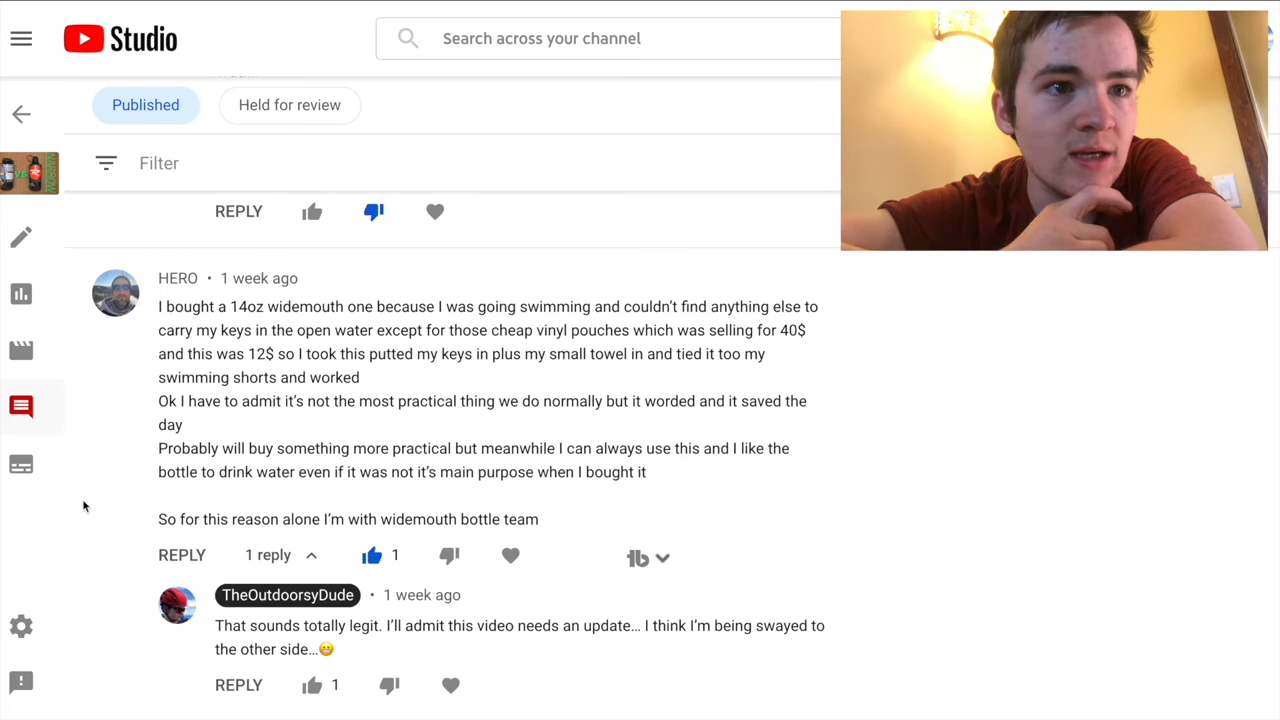 Studio
Search across your channel
Published
Held for review
Filter
REPLY
HERO • 1 week ago
I bought a 14oz widemouth one because I was going swimming and couldn't find anything else to
carry my keys in the open water except for those cheap vinyl pouches which was selling for 40$
and this was 12$ so I took this putted my keys in plus my small towel in and tied it too my
swimming shorts and worked
Ok I have to admit it's not the most practical thing we do normally but it worded and it saved the
day
Probably will buy something more practical but meanwhile I can always use this and I like the
bottle to drink water even if it was not it's main purpose when I bought it
So for this reason alone I'm with widemouth bottle team
REPLY 1 reply 1
TheOutdoorsyDude • 1 week ago
That sounds totally legit. I'll admit this video needs an update... I think I'm being swayed to
the other side...😁
REPLY 1